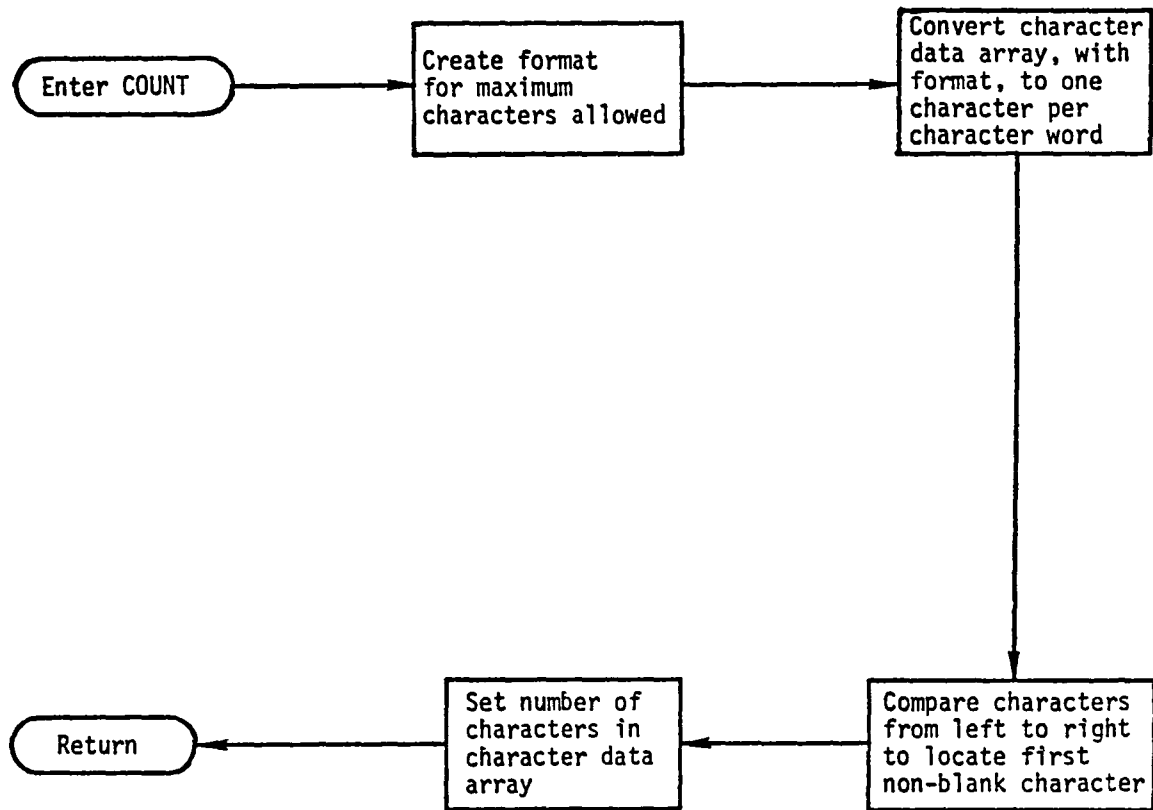 Enter COUNT
Create format
for maximum
characters allowed
Convert character
data array, with
format, to one
character per
character word
Compare characters
from left to right
to locate first
non-blank character
Set number of
characters in
character data
array
Return